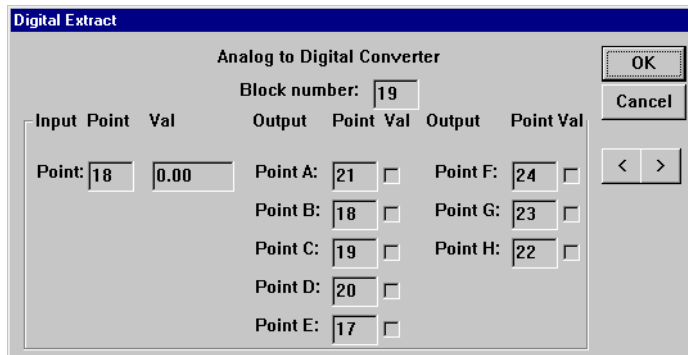 Digital Extract
Analog to Digital Converter
OK
Block number: 19
Cancel
Input Point Val Output Point Val Output Point Val
Point: 18 0.00 Point A: 21 Point F: 24 < >
Point B: 18 Point G: 23
Point C: 19 Point H: 22
Point D: 20
Point E: 17